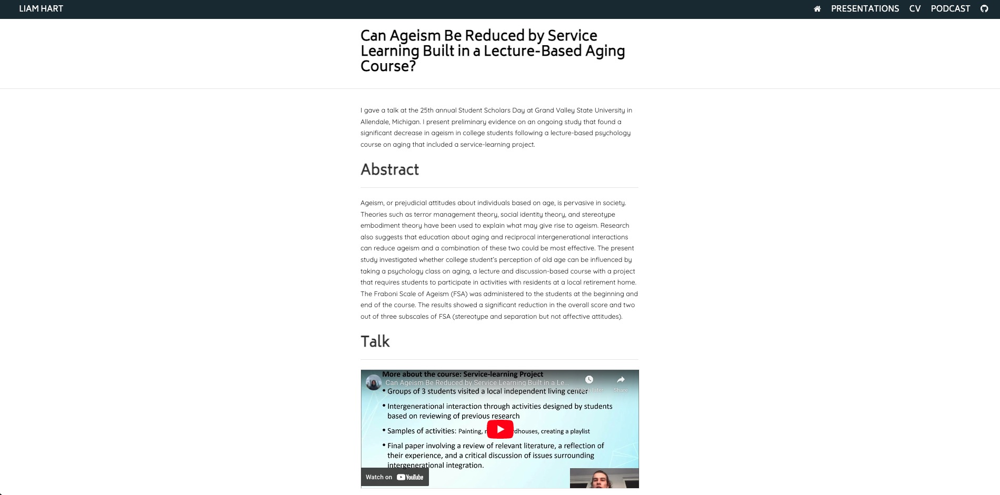 LIAM HART
PRESENTATIONS CV PODCAST
Can Ageism Be Reduced by Service
Learning Built in a Lecture-Based Aging
Course?
I gave a talk at the 25th annual Student Scholars Day at Grand Valley State University in
Allendale, Michigan. I present preliminary evidence on an ongoing study that found a
significant decrease in ageism in college students following a lecture-based psychology
course on aging that included a service-learning project.
Abstract
Ageism, or prejudicial attitudes about individuals based on age, is pervasive in society.
Theories such as terror management theory, social identity theory, and stereotype
embodiment theory have been used to explain what may give rise to ageism. Research
also suggests that education about aging and reciprocal intergenerational interactions
can reduce ageism and a combination of these two could be most effective. The present
study investigated whether college student's perception of old age can be influenced by
taking a psychology class on aging, a lecture and discussion-based course with a project
that requires students to participate in activities with residents at a local retirement home.
The Fraboni Scale of Ageism (FSA) was administered to the students at the beginning and
end of the course. The results showed a significant reduction in the overall score and two
out of three subscales of FSA (stereotype and separation but not affective attitudes).
Talk
More about the course: Service-learning Project
Can Ageism Be Reduced by Service Learning Built in a Le...
Share
• Groups of 3 students visited a local independent living center
• Intergenerational interaction through activities designed by students
based on reviewing of previous research
• Samples of activities: Painting, creating a playlist
• Final paper involving a review of relevant literature, a reflection of
their experience, and a critical discussion of issues surrounding
intergenerational integration.
Watch on YouTube